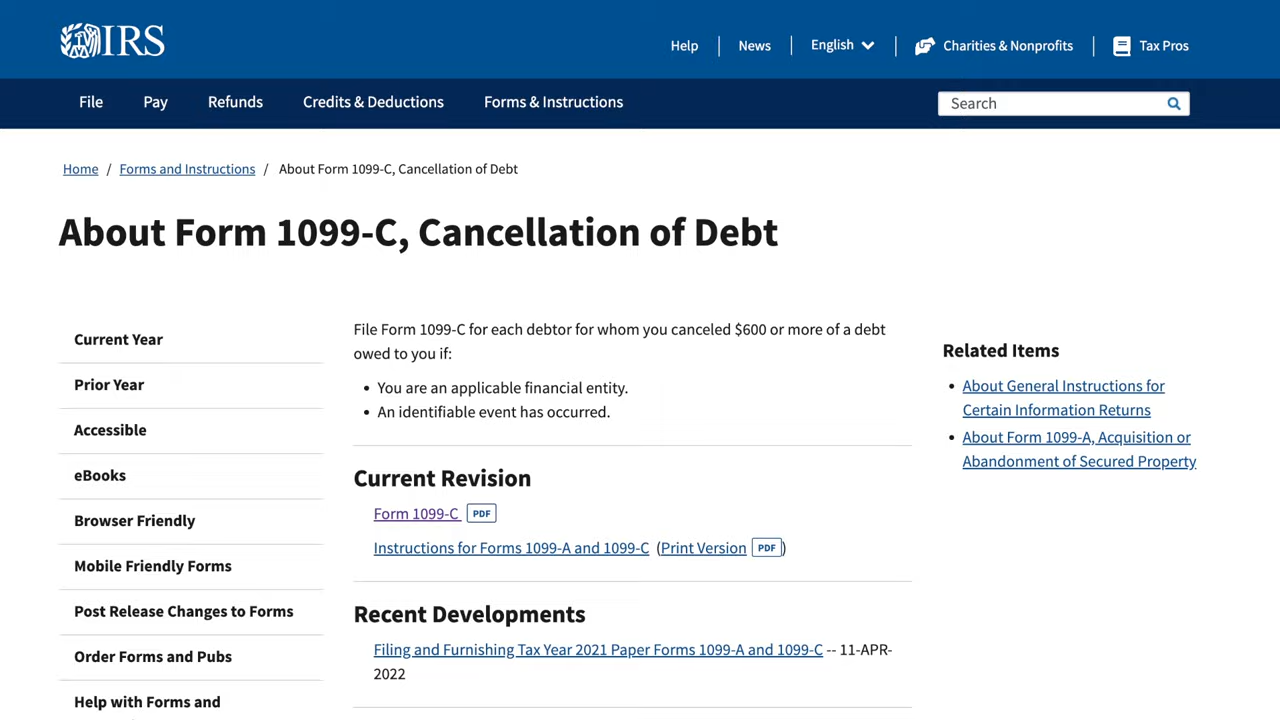 IRS
Help
News
English
Charities & Nonprofits
Tax Pros
File
Pay
Refunds
Credits & Deductions
Forms & Instructions
Search
Home / Forms and Instructions / About Form 1099-C, Cancellation of Debt
About Form 1099-C, Cancellation of Debt
Current Year
Prior Year
Accessible
eBooks
Browser Friendly
Mobile Friendly Forms
Post Release Changes to Forms
Order Forms and Pubs
Help with Forms and
File Form 1099-C for each debtor for whom you canceled $600 or more of a debt
owed to you if:
• You are an applicable financial entity.
• An identifiable event has occurred.
Current Revision
Form 1099-C PDF
Instructions for Forms 1099-A and 1099-C (Print Version PDF)
Recent Developments
Filing and Furnishing Tax Year 2021 Paper Forms 1099-A and 1099-C -- 11-APR-
2022
Related Items
• About General Instructions for
Certain Information Returns
• About Form 1099-A, Acquisition or
Abandonment of Secured Property